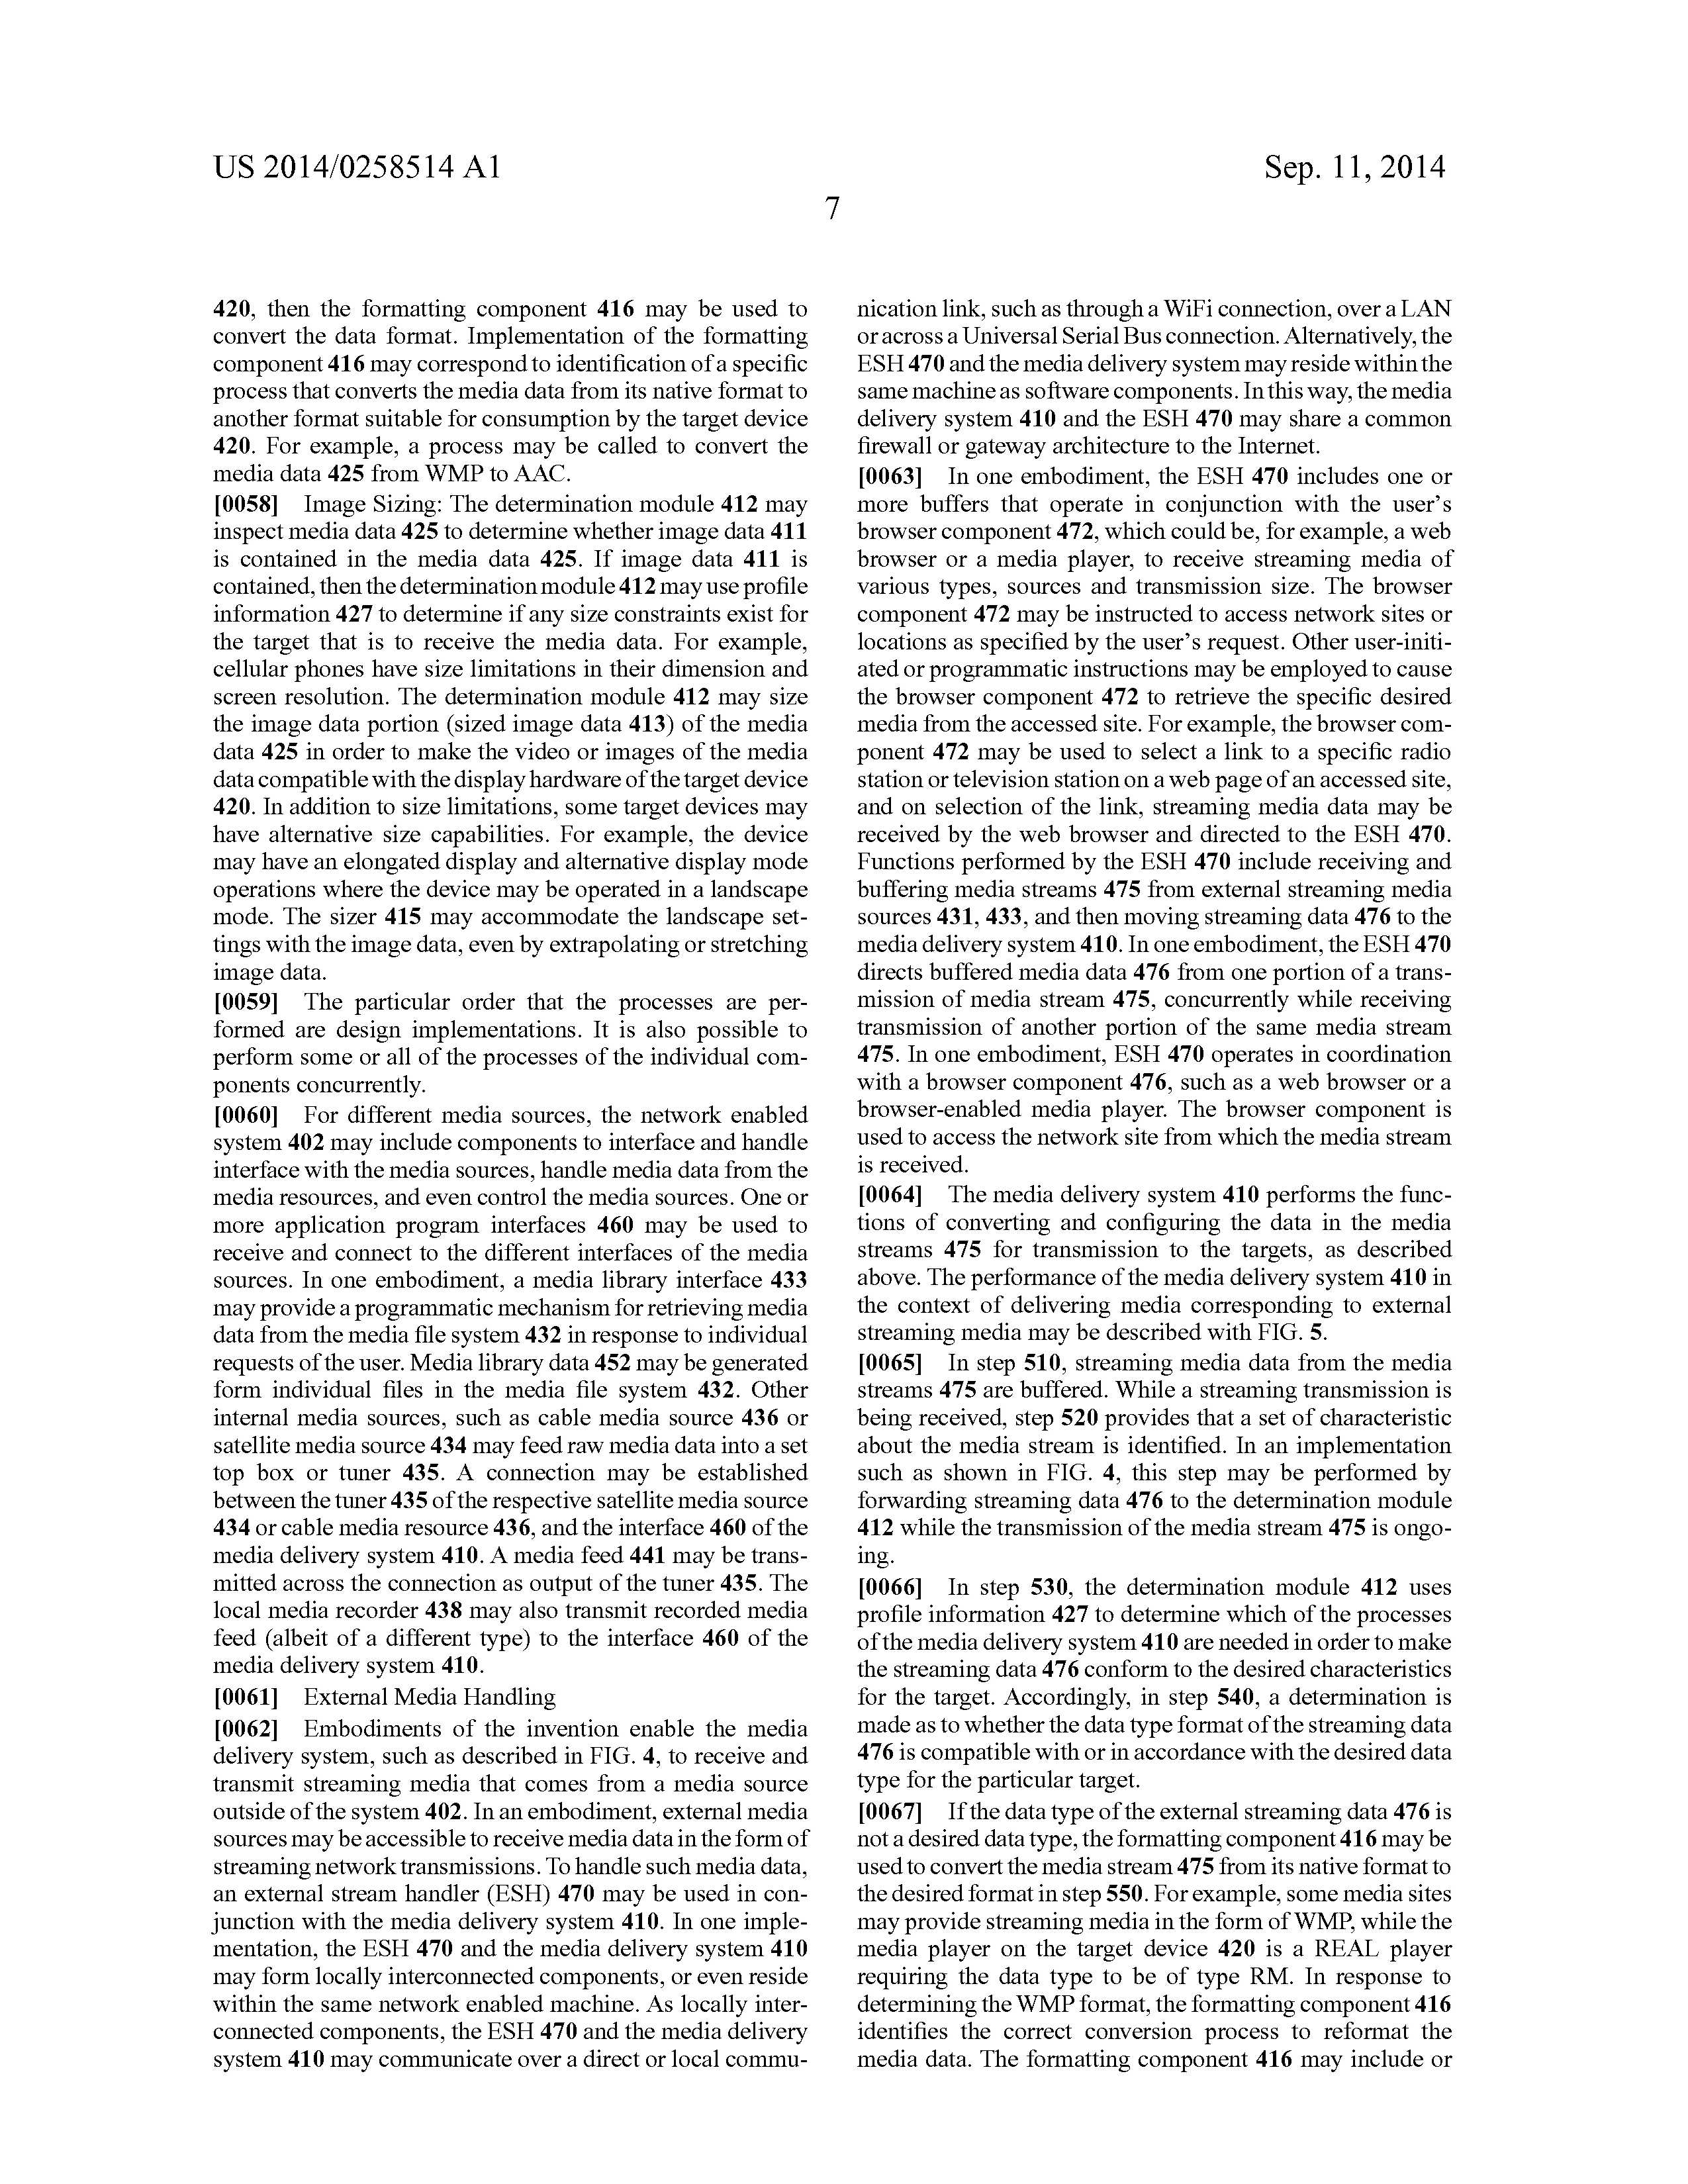 US 2014/0258514 A1
Sep. 11, 2014
7
420, then the formatting component 416 may be used to
convert the data format. Implementation of the formatting
component 416 may correspond to identification of a specific
process that converts the media data from its native format to
another format suitable for consumption by the target device
420. For example, a process may be called to convert the
media data 425 from WMP to AAC.
[0058] Image Sizing: The determination module 412 may
inspect media data 425 to determine whether image data 411
is contained in the media data 425. If image data 411 is
contained, then the determination module 412 may use profile
information 427 to determine if any size constraints exist for
the target that is to receive the media data. For example,
cellular phones have size limitations in their dimension and
screen resolution. The determination module 412 may size
the image data portion (sized image data 413) of the media
data 425 in order to make the video or images of the media
data compatible with the display hardware of the target device
420. In addition to size limitations, some target devices may
have alternative size capabilities. For example, the device
may have an elongated display and alternative display mode
operations where the device may be operated in a landscape
mode. The sizer 415 may accommodate the landscape set-
tings with the image data, even by extrapolating or stretching
image data.
[0059] The particular order that the processes are per-
formed are design implementations. It is also possible to
perform some or all of the processes of the individual com-
ponents concurrently.
[0060] For different media sources, the network enabled
system 402 may include components to interface and handle
interface with the media sources, handle media data from the
media resources, and even control the media sources. One or
more application program interfaces 460 may be used to
receive and connect to the different interfaces of the media
sources. In one embodiment, a media library interface 433
may provide a programmatic mechanism for retrieving media
data from the media file system 432 in response to individual
requests of the user. Media library data 452 may be generated
form individual files in the media file system 432. Other
internal media sources, such as cable media source 436 or
satellite media source 434 may feed raw media data into a set
top box or tuner 435. A connection may be established
between the tuner 435 of the respective satellite media source
434 or cable media resource 436, and the interface 460 of the
media delivery system 410. A media feed 441 may be trans-
mitted across the connection as output of the tuner 435. The
local media recorder 438 may also transmit recorded media
feed (albeit of a different type) to the interface 460 of the
media delivery system 410.
[0061] External Media Handling
[0062] Embodiments of the invention enable the media
delivery system, such as described in FIG. 4, to receive and
transmit streaming media that comes from a media source
outside of the system 402. In an embodiment, external media
sources may be accessible to receive media data in the form of
streaming network transmissions. To handle such media data,
an external stream handler (ESH) 470 may be used in con-
junction with the media delivery system 410. In one imple-
mentation, the ESH 470 and the media delivery system 410
may form locally interconnected components, or even reside
within the same network enabled machine. As locally inter-
connected components, the ESH 470 and the media delivery
system 410 may communicate over a direct or local commu-
nication link, such as through a WiFi connection, over a LAN
or across a Universal Serial Bus connection. Alternatively, the
ESH 470 and the media delivery system may reside within the
same machine as software components. In this way, the media
delivery system 410 and the ESH 470 may share a common
firewall or gateway architecture to the Internet.
[0063] In one embodiment, the ESH 470 includes one or
more buffers that operate in conjunction with the user's
browser component 472, which could be, for example, a web
browser or a media player, to receive streaming media of
various types, sources and transmission size. The browser
component 472 may be instructed to access network sites or
locations as specified by the user's request. Other user-initi-
ated or programmatic instructions may be employed to cause
the browser component 472 to retrieve the specific desired
media from the accessed site. For example, the browser com-
ponent 472 may be used to select a link to a specific radio
station or television station on a web page of an accessed site,
and on selection of the link, streaming media data may be
received by the web browser and directed to the ESH 470.
Functions performed by the ESH 470 include receiving and
buffering media streams 475 from external streaming media
sources 431, 433, and then moving streaming data 476 to the
media delivery system 410. In one embodiment, the ESH 470
directs buffered media data 476 from one portion of a trans-
mission of media stream 475, concurrently while receiving
transmission of another portion of the same media stream
475. In one embodiment, ESH 470 operates in coordination
with a browser component 476, such as a web browser or a
browser-enabled media player. The browser component is
used to access the network site from which the media stream
is received.
[0064] The media delivery system 410 performs the func-
tions of converting and configuring the data in the media
streams 475 for transmission to the targets, as described
above. The performance of the media delivery system 410 in
the context of delivering media corresponding to external
streaming media may be described with FIG. 5.
[0065] In step 510, streaming media data from the media
streams 475 are buffered. While a streaming transmission is
being received, step 520 provides that a set of characteristic
about the media stream is identified. In an implementation
such as shown in FIG. 4, this step may be performed by
forwarding streaming data 476 to the determination module
412 while the transmission of the media stream 475 is ongo-
ing.
[0066] In step 530, the determination module 412 uses
profile information 427 to determine which of the processes
of the media delivery system 410 are needed in order to make
the streaming data 476 conform to the desired characteristics
for the target. Accordingly, in step 540, a determination is
made as to whether the data type format of the streaming data
476 is compatible with or in accordance with the desired data
type for the particular target.
[0067] If the data type of the external streaming data 476 is
not a desired data type, the formatting component 416 may be
used to convert the media stream 475 from its native format to
the desired format in step 550. For example, some media sites
may provide streaming media in the form of WMP, while the
media player on the target device 420 is a REAL player
requiring the data type to be of type RM. In response to
determining the WMP format, the formatting component 416
identifies the correct conversion process to reformat the
media data. The formatting component 416 may include or